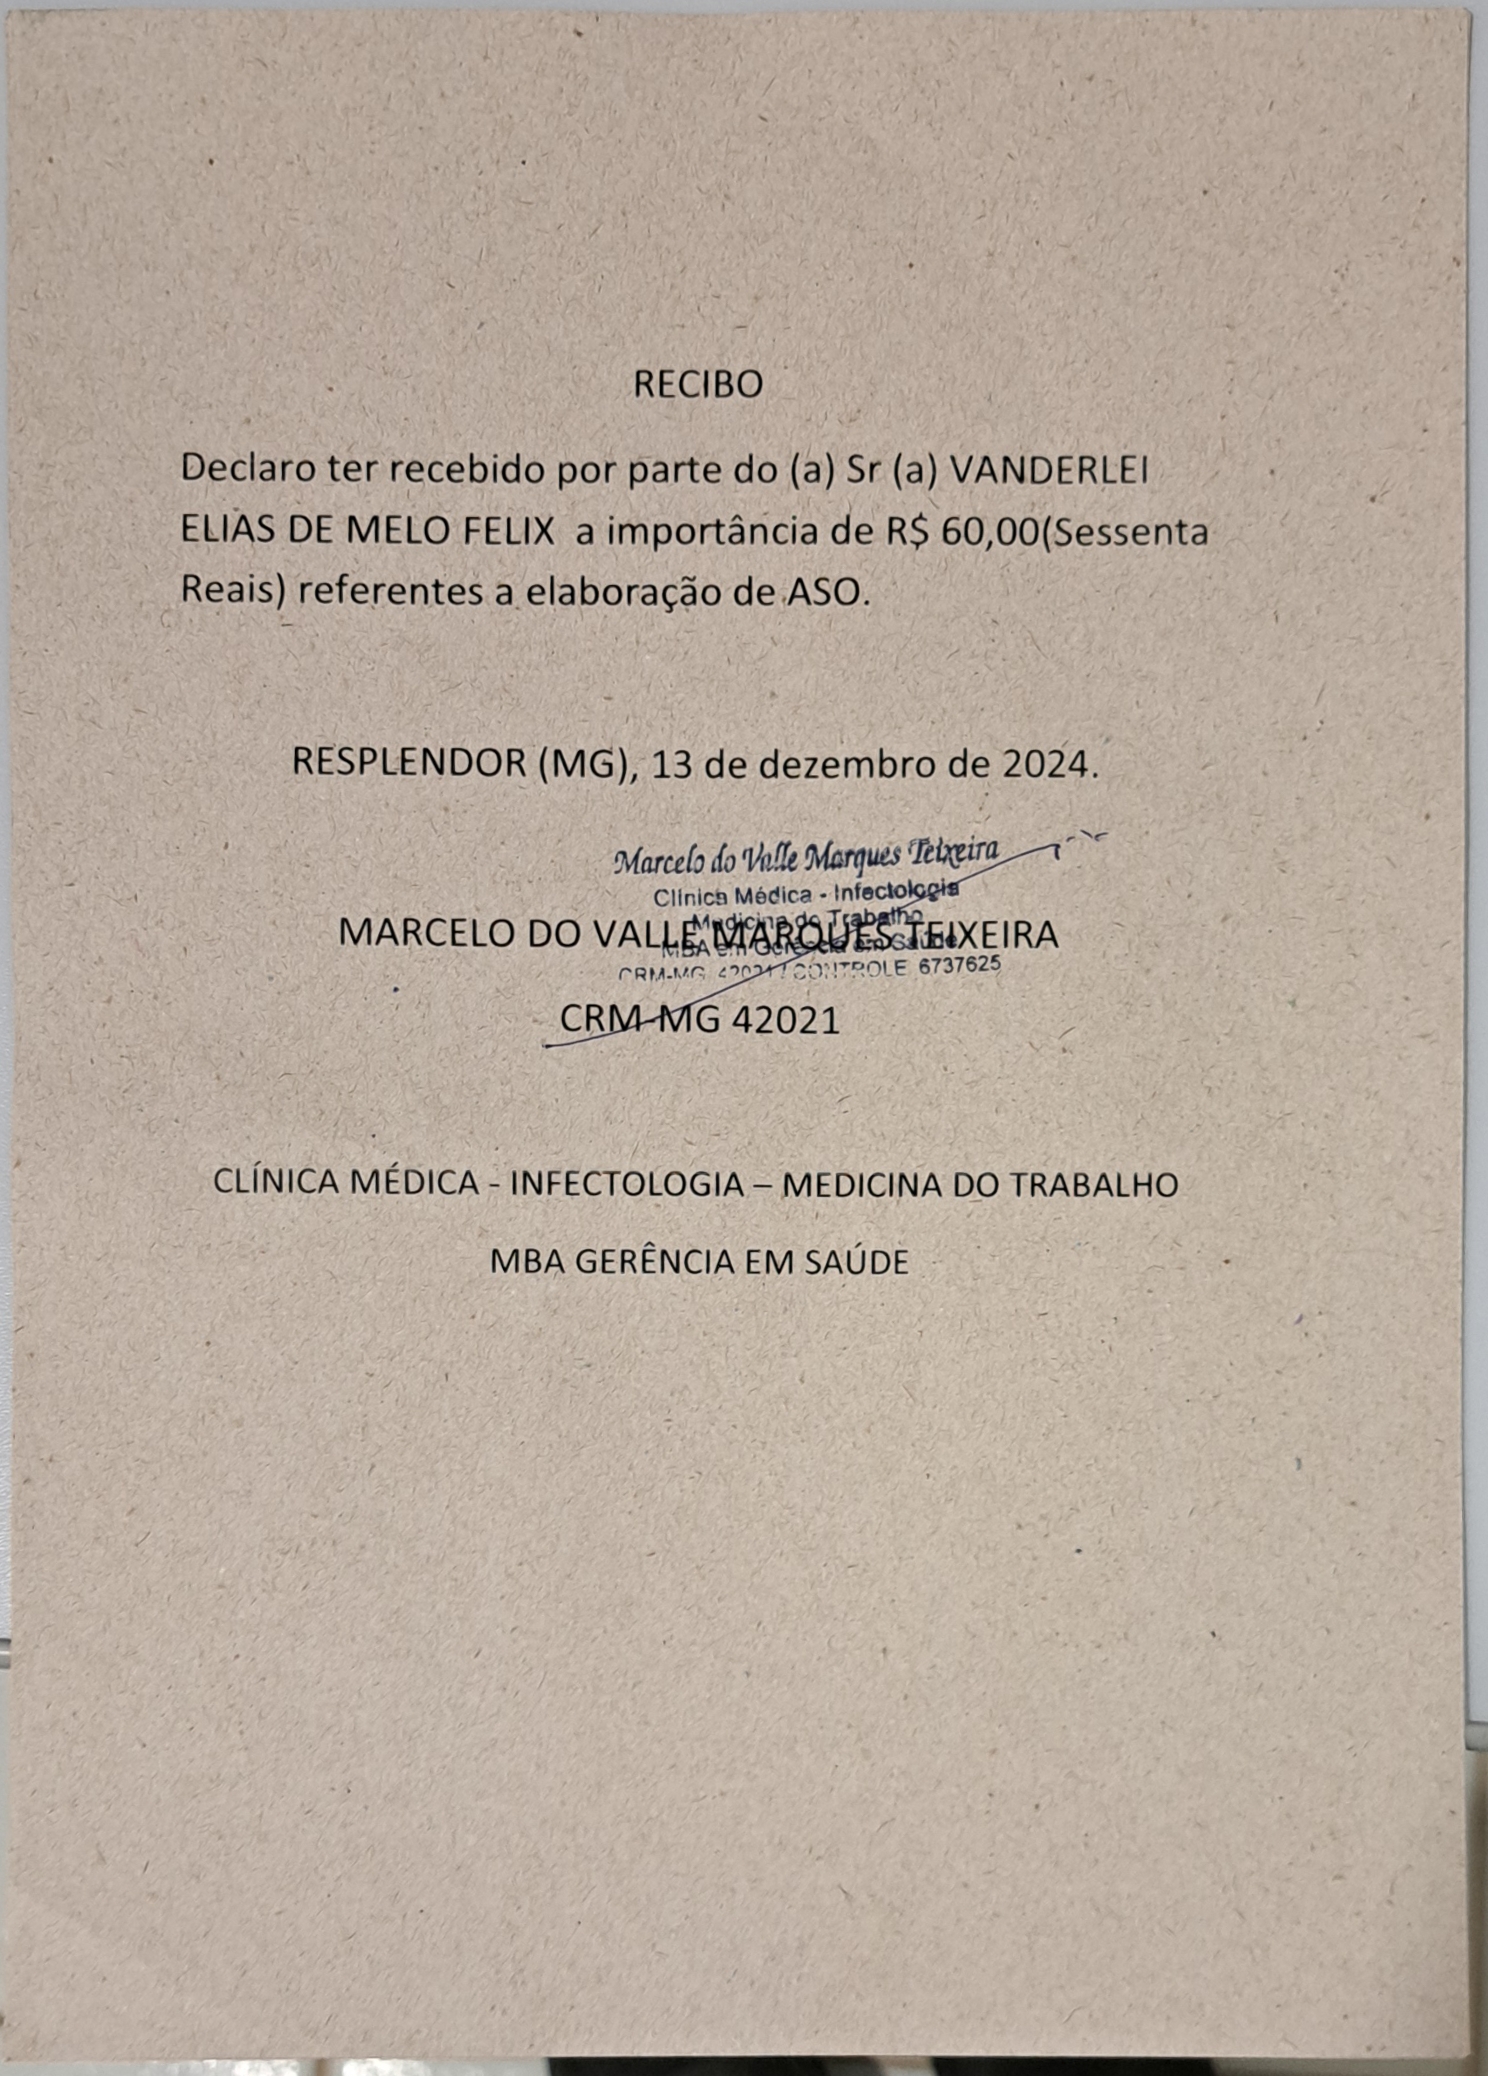 RECIBO
Declaro ter recebido por parte do (a) Sr (a) VANDERLEI
ELIAS DE MELO FELIX a importância de R$ 60,00(Sessenta
Reais) referentes a elaboração de ASO.
RESPLENDOR (MG), 13 de dezembro de 2024.
Marcelo do Valle Marques Teixeira
Clínica Médica - Infectologia
Medicina do Trabalho
MARCELO DO VALLE MARQUES TEIXEIRA
MBA em Gerência em Saúde
CRM-MG 42021 / CONTROLE 6737625
CRM-MG 42021
CLÍNICA MÉDICA - INFECTOLOGIA – MEDICINA DO TRABALHO
MBA GERÊNCIA EM SAÚDE